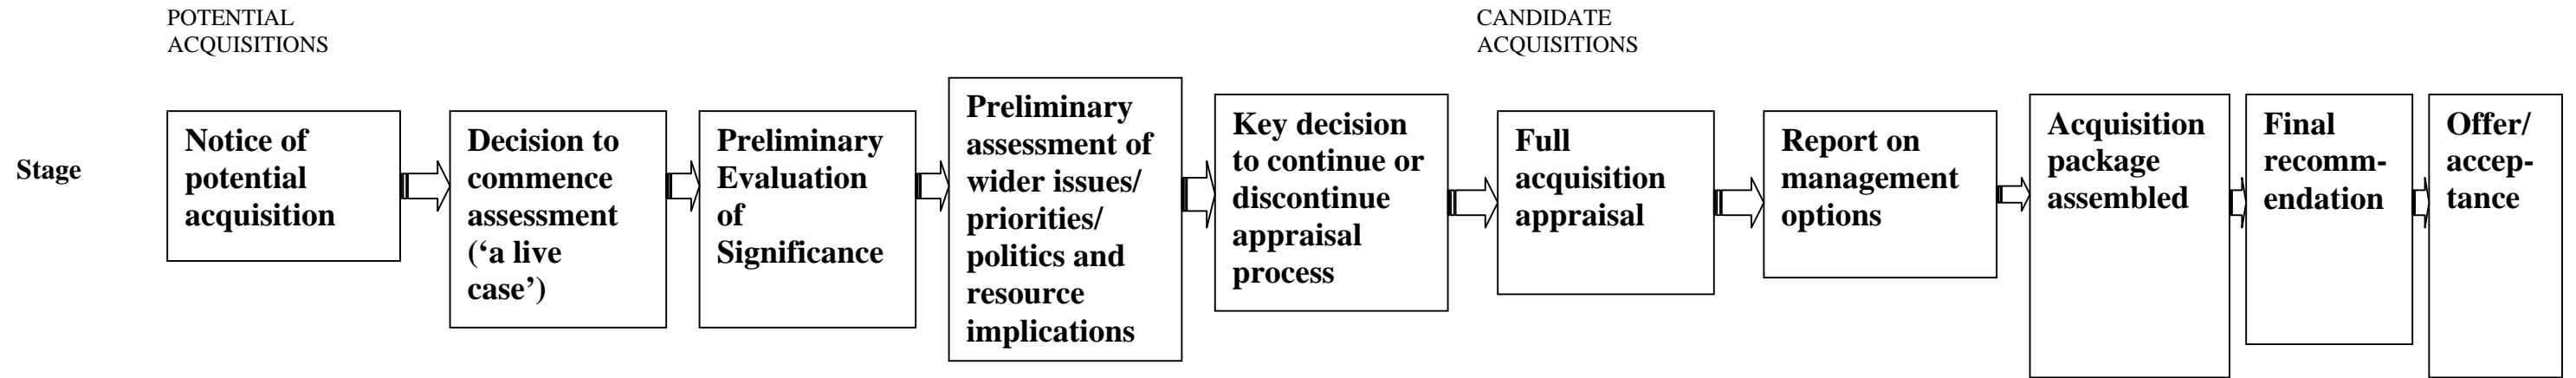 POTENTIAL
ACQUISITIONS
CANDIDATE
ACQUISITIONS
Stage
Notice of
potential
acquisition
Decision to
commence
assessment
(‘a live
case’)
Preliminary
Evaluation
of
Significance
Preliminary
assessment of
wider issues/
priorities/
politics and
resource
implications
Key decision
to continue or
discontinue
appraisal
process
Full
acquisition
appraisal
Report on
management
options
Acquisition
package
assembled
Final
recomm-
endation
Offer/
accep-
tance